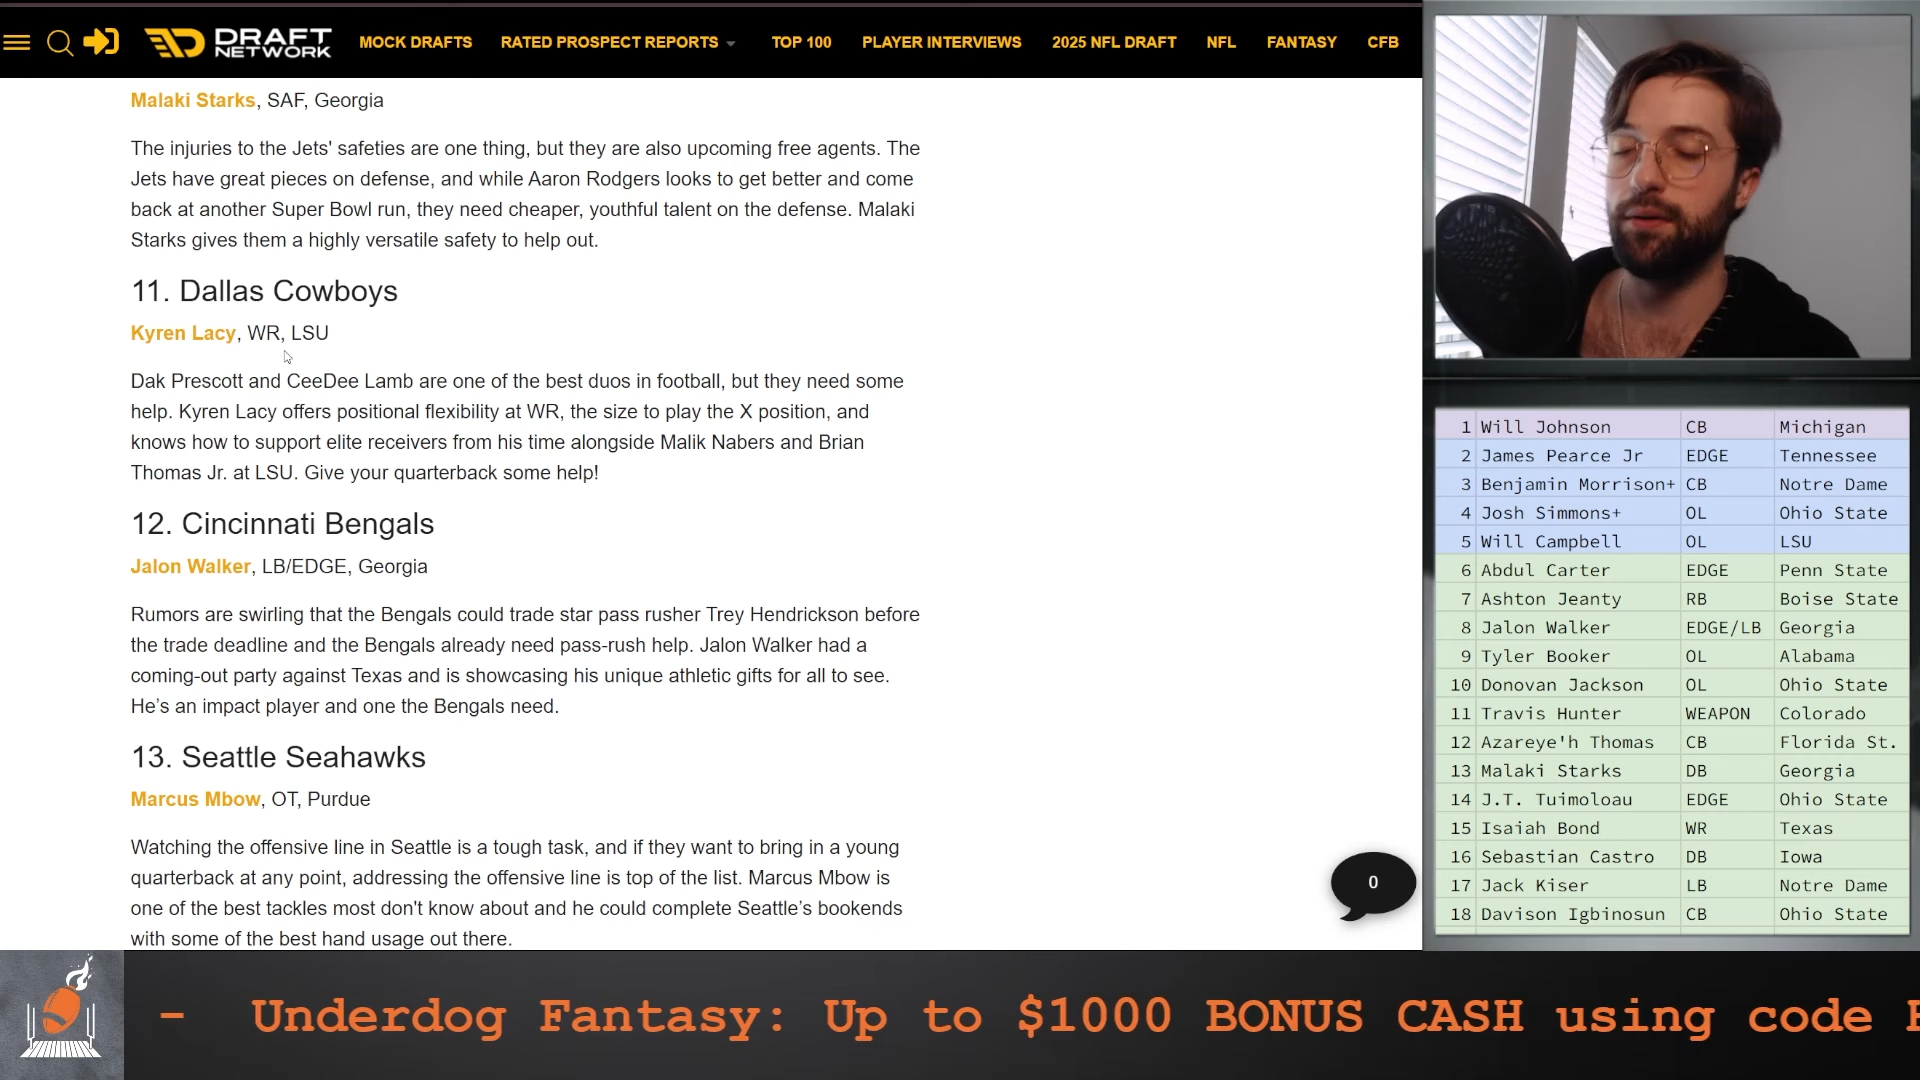 DRAFT NETWORK
MOCK DRAFTS RATED PROSPECT REPORTS TOP 100 PLAYER INTERVIEWS 2025 NFL DRAFT NFL FANTASY CFB
Malaki Starks, SAF, Georgia
The injuries to the Jets' safeties are one thing, but they are also upcoming free agents. The
Jets have great pieces on defense, and while Aaron Rodgers looks to get better and come
back at another Super Bowl run, they need cheaper, youthful talent on the defense. Malaki
Starks gives them a highly versatile safety to help out.
11. Dallas Cowboys
Kyren Lacy, WR, LSU
Dak Prescott and CeeDee Lamb are one of the best duos in football, but they need some
help. Kyren Lacy offers positional flexibility at WR, the size to play the X position, and
knows how to support elite receivers from his time alongside Malik Nabers and Brian
Thomas Jr. at LSU. Give your quarterback some help!
12. Cincinnati Bengals
Jalon Walker, LB/EDGE, Georgia
Rumors are swirling that the Bengals could trade star pass rusher Trey Hendrickson before
the trade deadline and the Bengals already need pass-rush help. Jalon Walker had a
coming-out party against Texas and is showcasing his unique athletic gifts for all to see.
He’s an impact player and one the Bengals need.
13. Seattle Seahawks
Marcus Mbow, OT, Purdue
Watching the offensive line in Seattle is a tough task, and if they want to bring in a young
quarterback at any point, addressing the offensive line is top of the list. Marcus Mbow is
one of the best tackles most don't know about and he could complete Seattle’s bookends
with some of the best hand usage out there.
0
1 Will Johnson CB Michigan
2 James Pearce Jr EDGE Tennessee
3 Benjamin Morrison+ CB Notre Dame
4 Josh Simmons+ OL Ohio State
5 Will Campbell OL LSU
6 Abdul Carter EDGE Penn State
7 Ashton Jeanty RB Boise State
8 Jalon Walker EDGE/LB Georgia
9 Tyler Booker OL Alabama
10 Donovan Jackson OL Ohio State
11 Travis Hunter WEAPON Colorado
12 Azareye'h Thomas CB Florida St.
13 Malaki Starks DB Georgia
14 J.T. Tuimoloau EDGE Ohio State
15 Isaiah Bond WR Texas
16 Sebastian Castro DB Iowa
17 Jack Kiser LB Notre Dame
18 Davison Igbinosun CB Ohio State
- Underdog Fantasy: Up to $1000 BONUS CASH using code